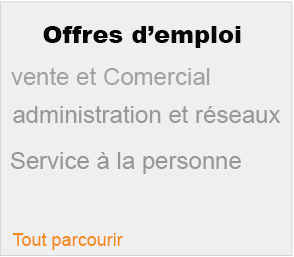 Offres d’emploi
vente et Comercial
administration et réseaux
Service à la personne
Tout parcourir